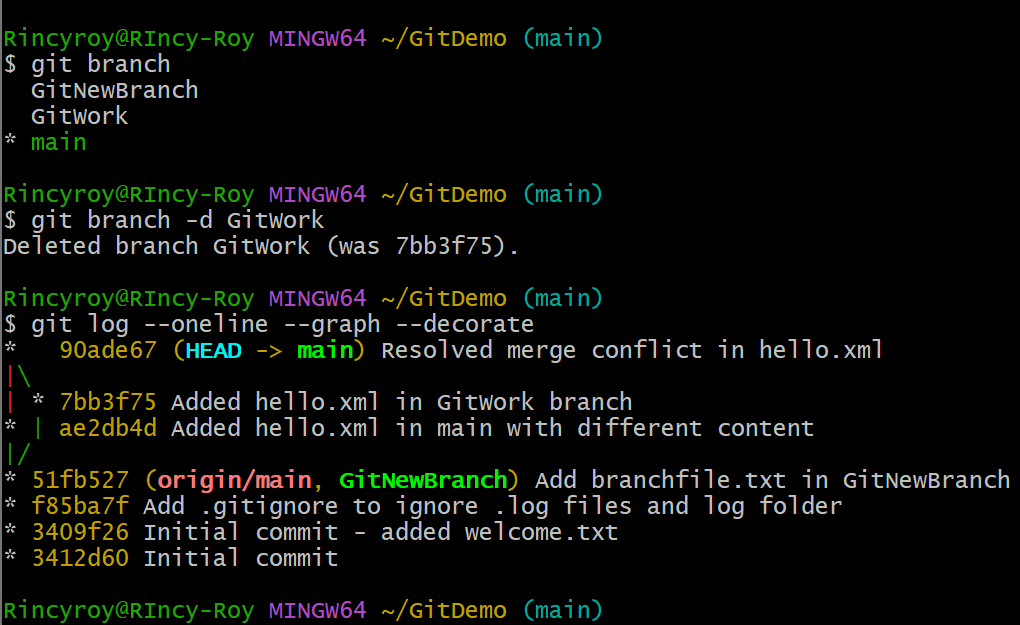 Rincyroy@RIncy-Roy MINGW64 ~/GitDemo (main)
$ git branch
  GitNewBranch
  GitWork
* main

Rincyroy@RIncy-Roy MINGW64 ~/GitDemo (main)
$ git branch -d GitWork
Deleted branch GitWork (was 7bb3f75).

Rincyroy@RIncy-Roy MINGW64 ~/GitDemo (main)
$ git log --oneline --graph --decorate
*   90ade67 (HEAD -> main) Resolved merge conflict in hello.xml
|\
| * 7bb3f75 Added hello.xml in GitWork branch
* | ae2db4d Added hello.xml in main with different content
|/
* 51fb527 (origin/main, GitNewBranch) Add branchfile.txt in GitNewBranch
* f85ba7f Add .gitignore to ignore .log files and log folder
* 3409f26 Initial commit - added welcome.txt
* 3412d60 Initial commit

Rincyroy@RIncy-Roy MINGW64 ~/GitDemo (main)